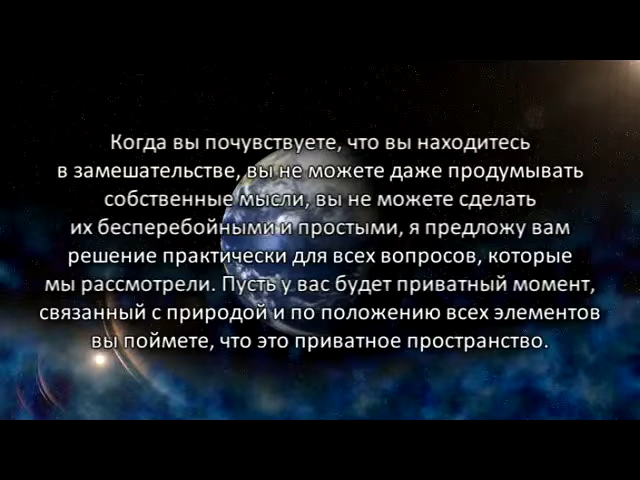 Когда вы почувствуете, что вы находитесь
в замешательстве, вы не можете даже продумывать
собственные мысли, вы не можете сделать
их бесперебойными и простыми, я предложу вам
решение практически для всех вопросов, которые
мы рассмотрели. Пусть у вас будет приватный момент,
связанный с природой и по положению всех элементов
вы поймете, что это приватное пространство.